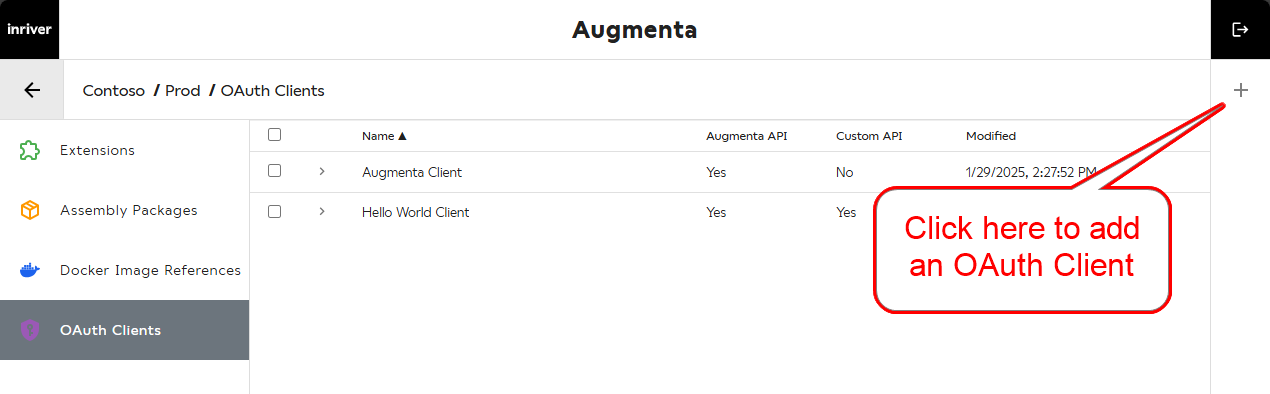 inriver
Augmenta
Contoso / Prod / OAuth Clients
Extensions
Assembly Packages
Docker Image References
OAuth Clients
Name ▲ Augmenta API Custom API Modified
Augmenta Client Yes No 1/29/2025, 2:27:52 PM
Hello World Client Yes Yes
Click here to add
an OAuth Client